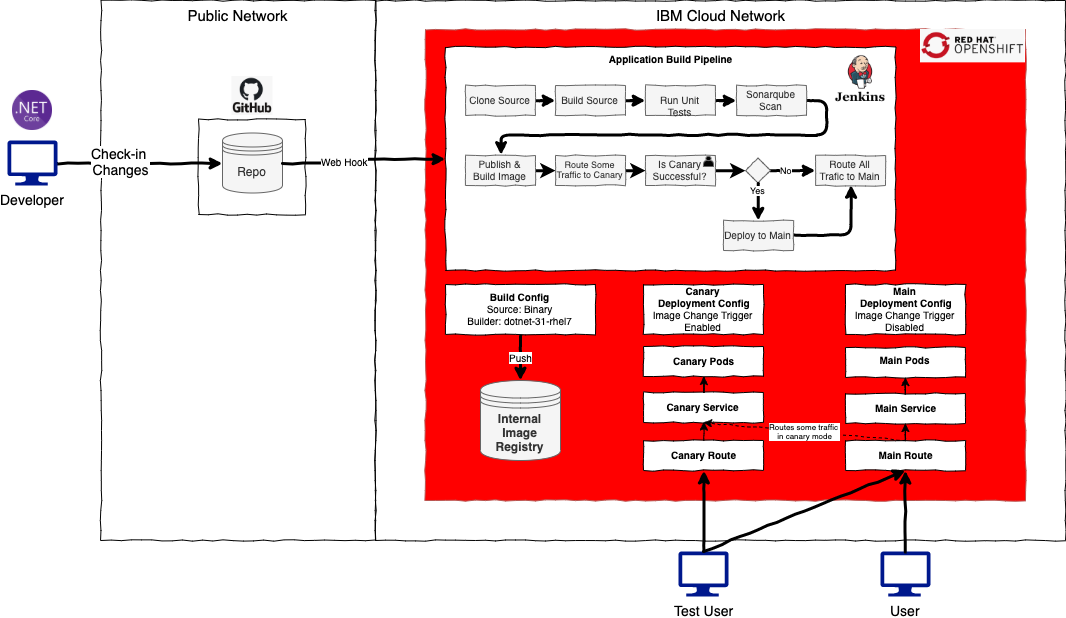 Public Network
IBM Cloud Network
RED HAT
OPENSHIFT
Application Build Pipeline
Jenkins
.NET
Core
GitHub
Clone Source
Build Source
Run Unit
Tests
Sonarqube
Scan
Developer
Check-in
Changes
Repo
Web Hook
Publish &
Build Image
Route Some
Traffic to Canary
Is Canary
Successful?
No
Yes
Route All
Trafic to Main
Deploy to Main
Build Config
Source: Binary
Builder: dotnet-31-rhel7
Canary
Deployment Config
Image Change Trigger
Enabled
Main
Deployment Config
Image Change Trigger
Disabled
Push
Internal
Image
Registry
Canary Pods
Main Pods
Canary Service
Main Service
Routes some traffic
in canary mode
Canary Route
Main Route
Test User
User